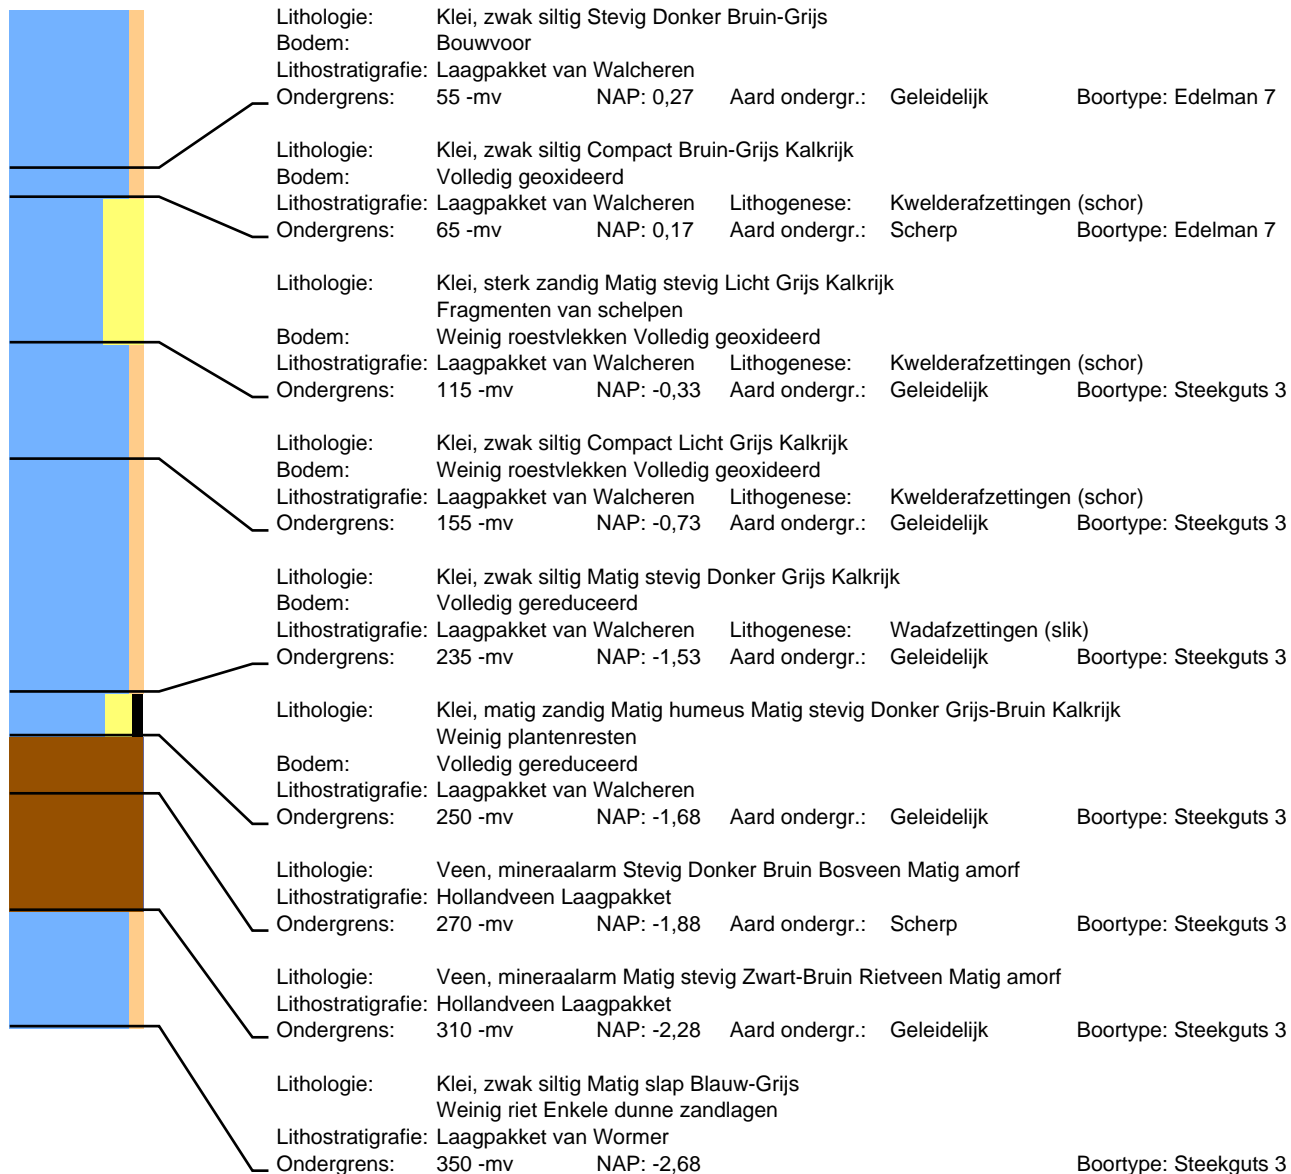 Lithologie: Klei, zwak siltig Stevig Donker Bruin-Grijs
Bodem: Bouwvoor
Lithostratigrafie: Laagpakket van Walcheren
Ondergrens: 55 -mv NAP: 0,27 Aard ondergr.: Geleidelijk Boortype: Edelman 7
Lithologie: Klei, zwak siltig Compact Bruin-Grijs Kalkrijk
Bodem: Volledig geoxideerd
Lithostratigrafie: Laagpakket van Walcheren Lithogenese: Kwelderafzettingen (schor)
Ondergrens: 65 -mv NAP: 0,17 Aard ondergr.: Scherp Boortype: Edelman 7
Lithologie: Klei, sterk zandig Matig stevig Licht Grijs Kalkrijk
Fragmenten van schelpen
Bodem: Weinig roestvlekken Volledig geoxideerd
Lithostratigrafie: Laagpakket van Walcheren Lithogenese: Kwelderafzettingen (schor)
Ondergrens: 115 -mv NAP: -0,33 Aard ondergr.: Geleidelijk Boortype: Steekguts 3
Lithologie: Klei, zwak siltig Compact Licht Grijs Kalkrijk
Bodem: Weinig roestvlekken Volledig geoxideerd
Lithostratigrafie: Laagpakket van Walcheren Lithogenese: Kwelderafzettingen (schor)
Ondergrens: 155 -mv NAP: -0,73 Aard ondergr.: Geleidelijk Boortype: Steekguts 3
Lithologie: Klei, zwak siltig Matig stevig Donker Grijs Kalkrijk
Bodem: Volledig gereduceerd
Lithostratigrafie: Laagpakket van Walcheren Lithogenese: Wadafzettingen (slik)
Ondergrens: 235 -mv NAP: -1,53 Aard ondergr.: Geleidelijk Boortype: Steekguts 3
Lithologie: Klei, matig zandig Matig humeus Matig stevig Donker Grijs-Bruin Kalkrijk
Weinig plantenresten
Bodem: Volledig gereduceerd
Lithostratigrafie: Laagpakket van Walcheren
Ondergrens: 250 -mv NAP: -1,68 Aard ondergr.: Geleidelijk Boortype: Steekguts 3
Lithologie: Veen, mineraalarm Stevig Donker Bruin Bosveen Matig amorf
Lithostratigrafie: Hollandveen Laagpakket
Ondergrens: 270 -mv NAP: -1,88 Aard ondergr.: Scherp Boortype: Steekguts 3
Lithologie: Veen, mineraalarm Matig stevig Zwart-Bruin Rietveen Matig amorf
Lithostratigrafie: Hollandveen Laagpakket
Ondergrens: 310 -mv NAP: -2,28 Aard ondergr.: Geleidelijk Boortype: Steekguts 3
Lithologie: Klei, zwak siltig Matig slap Blauw-Grijs
Weinig riet Enkele dunne zandlagen
Lithostratigrafie: Laagpakket van Wormer
Ondergrens: 350 -mv NAP: -2,68 Boortype: Steekguts 3